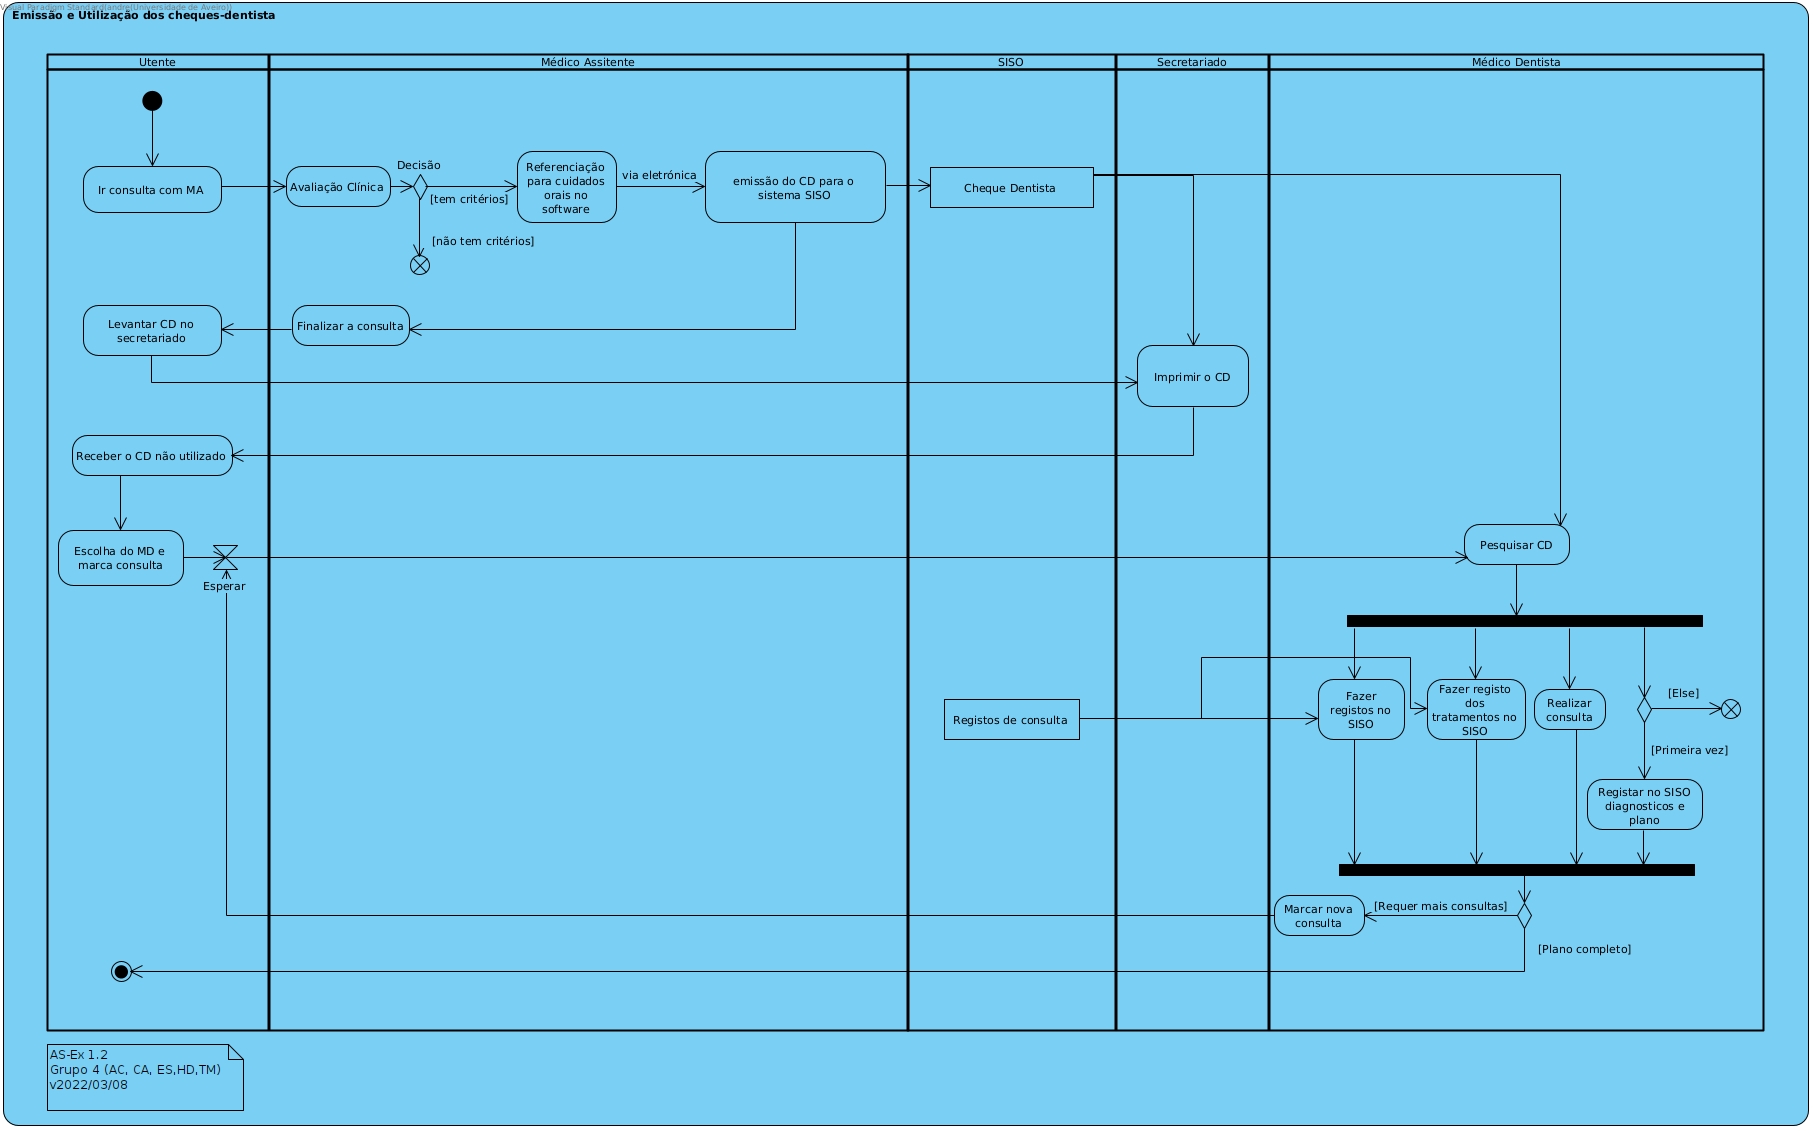 Visual Paradigm Standard(andre(Universidade de Aveiro))
Emissão e Utilização dos cheques-dentista
Utente
Médico Assitente
SISO
Secretariado
Médico Dentista
Ir consulta com MA
Avaliação Clínica
Decisão
[tem critérios]
[não tem critérios]
Referenciação
para cuidados
orais no
software
via eletrónica
emissão do CD para o
sistema SISO
Cheque Dentista
Levantar CD no
secretariado
Finalizar a consulta
Imprimir o CD
Receber o CD não utilizado
Escolha do MD e
marca consulta
Esperar
Pesquisar CD
Registos de consulta
Fazer
registos no
SISO
Fazer registo
dos
tratamentos no
SISO
Realizar
consulta
[Else]
[Primeira vez]
Registar no SISO
diagnosticos e
plano
Marcar nova
consulta
[Requer mais consultas]
[Plano completo]
AS-Ex 1.2
Grupo 4 (AC, CA, ES,HD,TM)
v2022/03/08